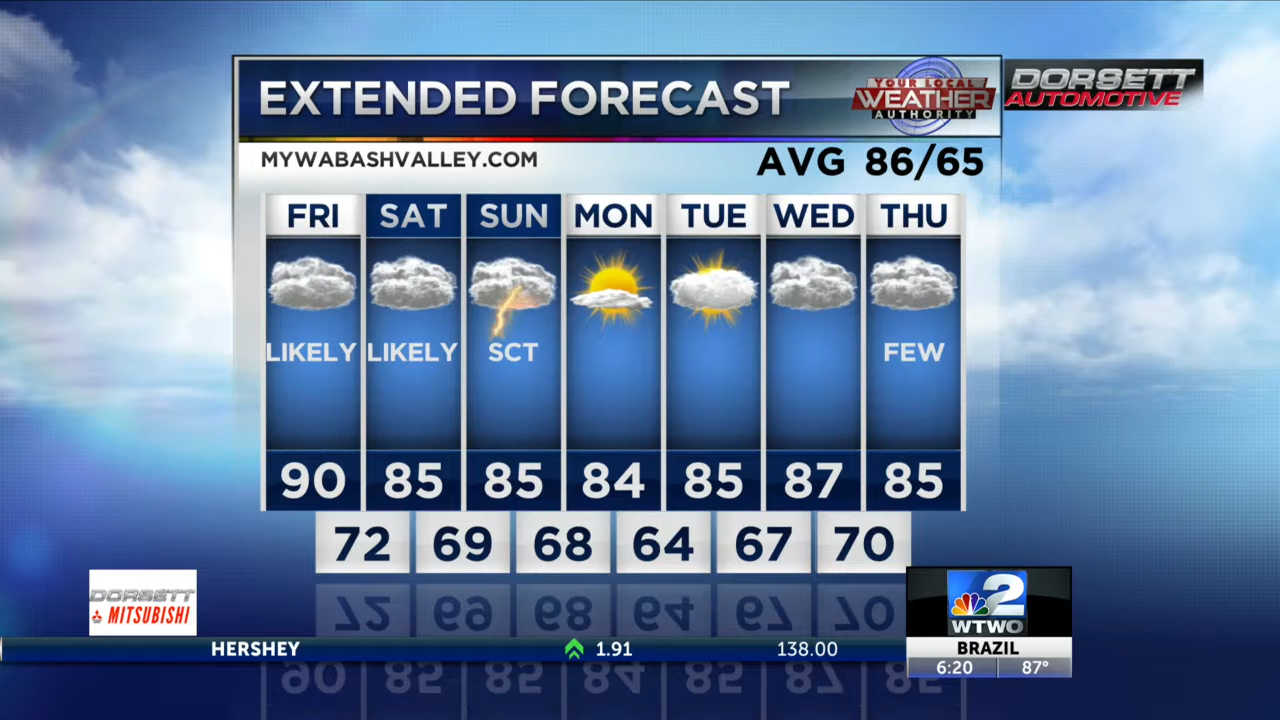 EXTENDED FORECAST
YOUR LOCAL
WEATHER
AUTHORITY
DORSETT
AUTOMOTIVE
MYWABASHVALLEY.COM
AVG 86/65
FRI SAT SUN MON TUE WED THU
LIKELY LIKELY SCT FEW
90 85 85 84 85 87 85
72 69 68 64 67 70
DORSETT
MITSUBISHI
2
WTWO
HERSHEY 1.91 138.00
BRAZIL
6:20 87°